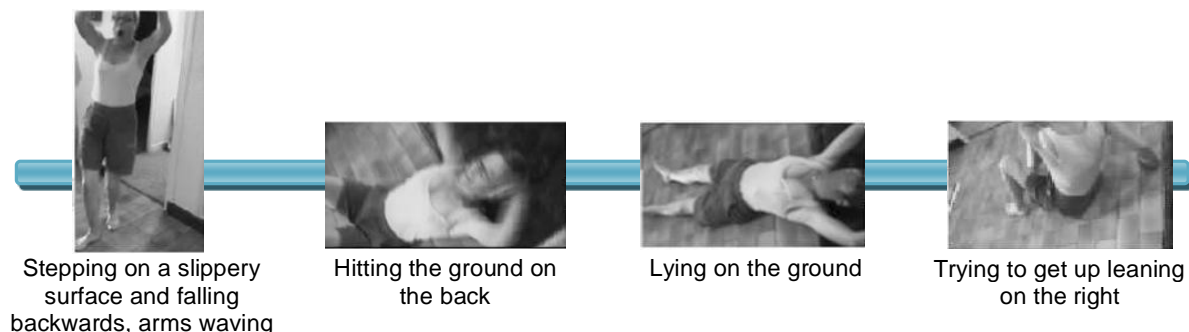 Stepping on a slippery
surface and falling
backwards, arms waving
Hitting the ground on
the back
Lying on the ground
Trying to get up leaning
on the right